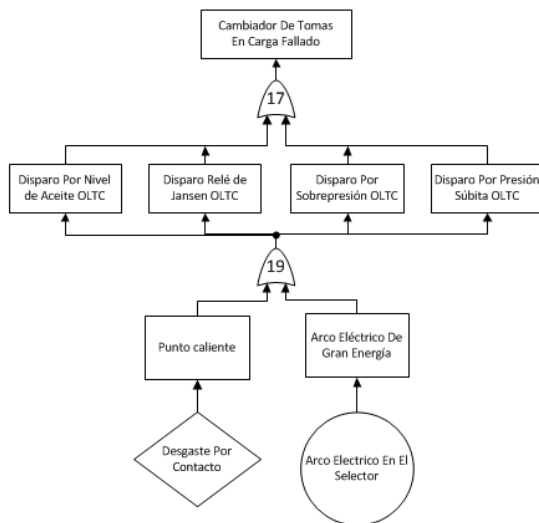 Cambiador De Tomas
En Carga Fallado
17
Disparo Por Nivel
de Aceite OLTC
Disparo Relé de
Jansen OLTC
Disparo Por
Sobrepresión OLTC
Disparo Por Presión
Súbita OLTC
19
Punto caliente
Arco Eléctrico De
Gran Energía
Desgaste Por
Contacto
Arco Electrico En El
Selector